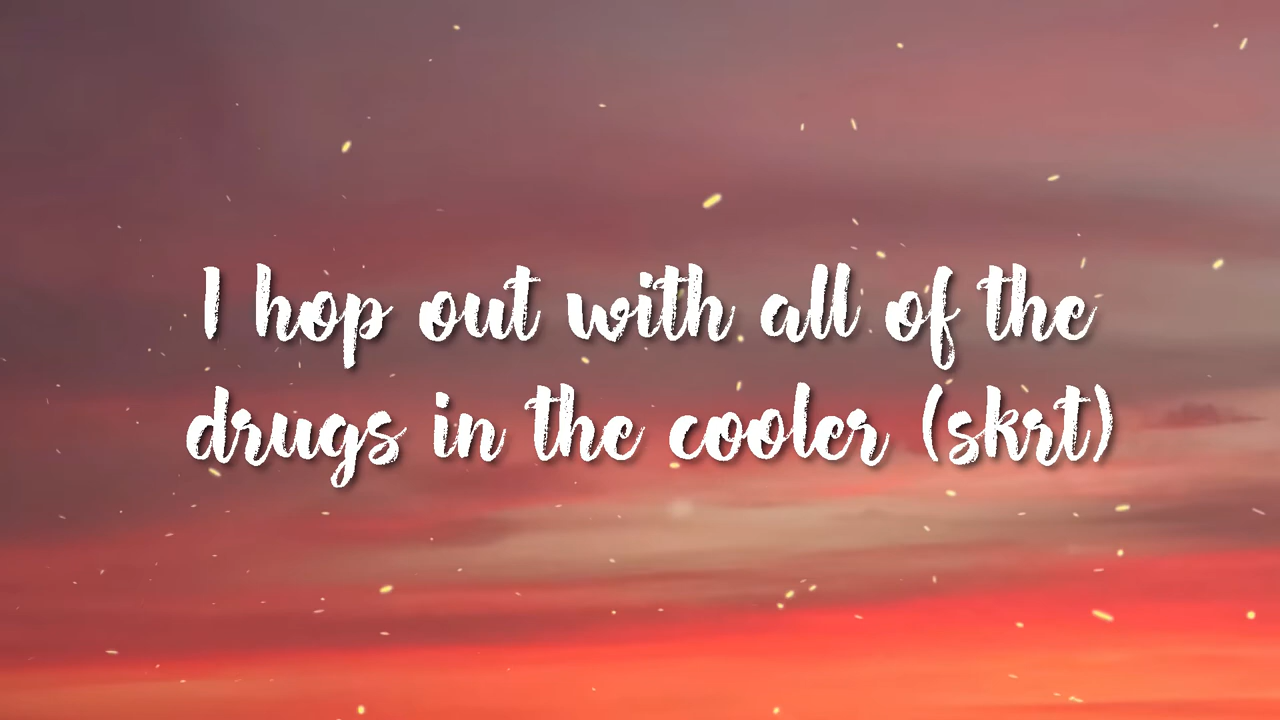 I hop out with all of the
drugs in the cooler (skrt)